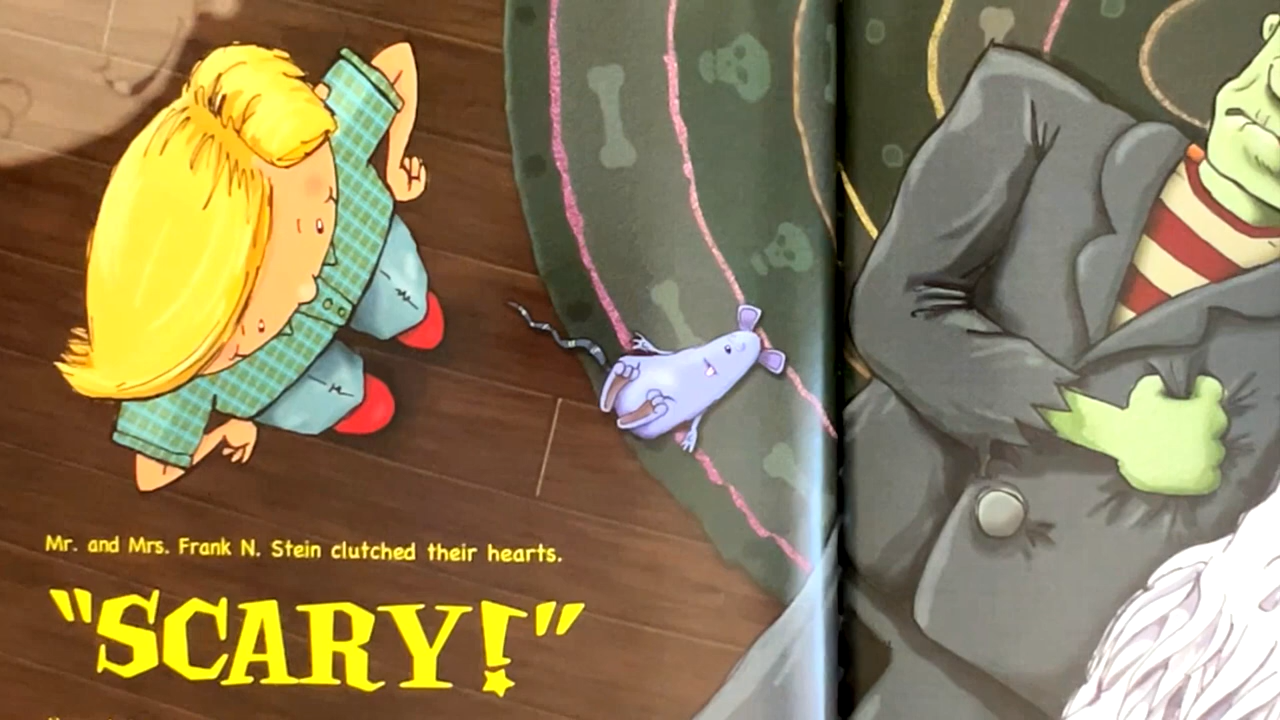 Mr. and Mrs. Frank N. Stein clutched their hearts.
"SCARY!"